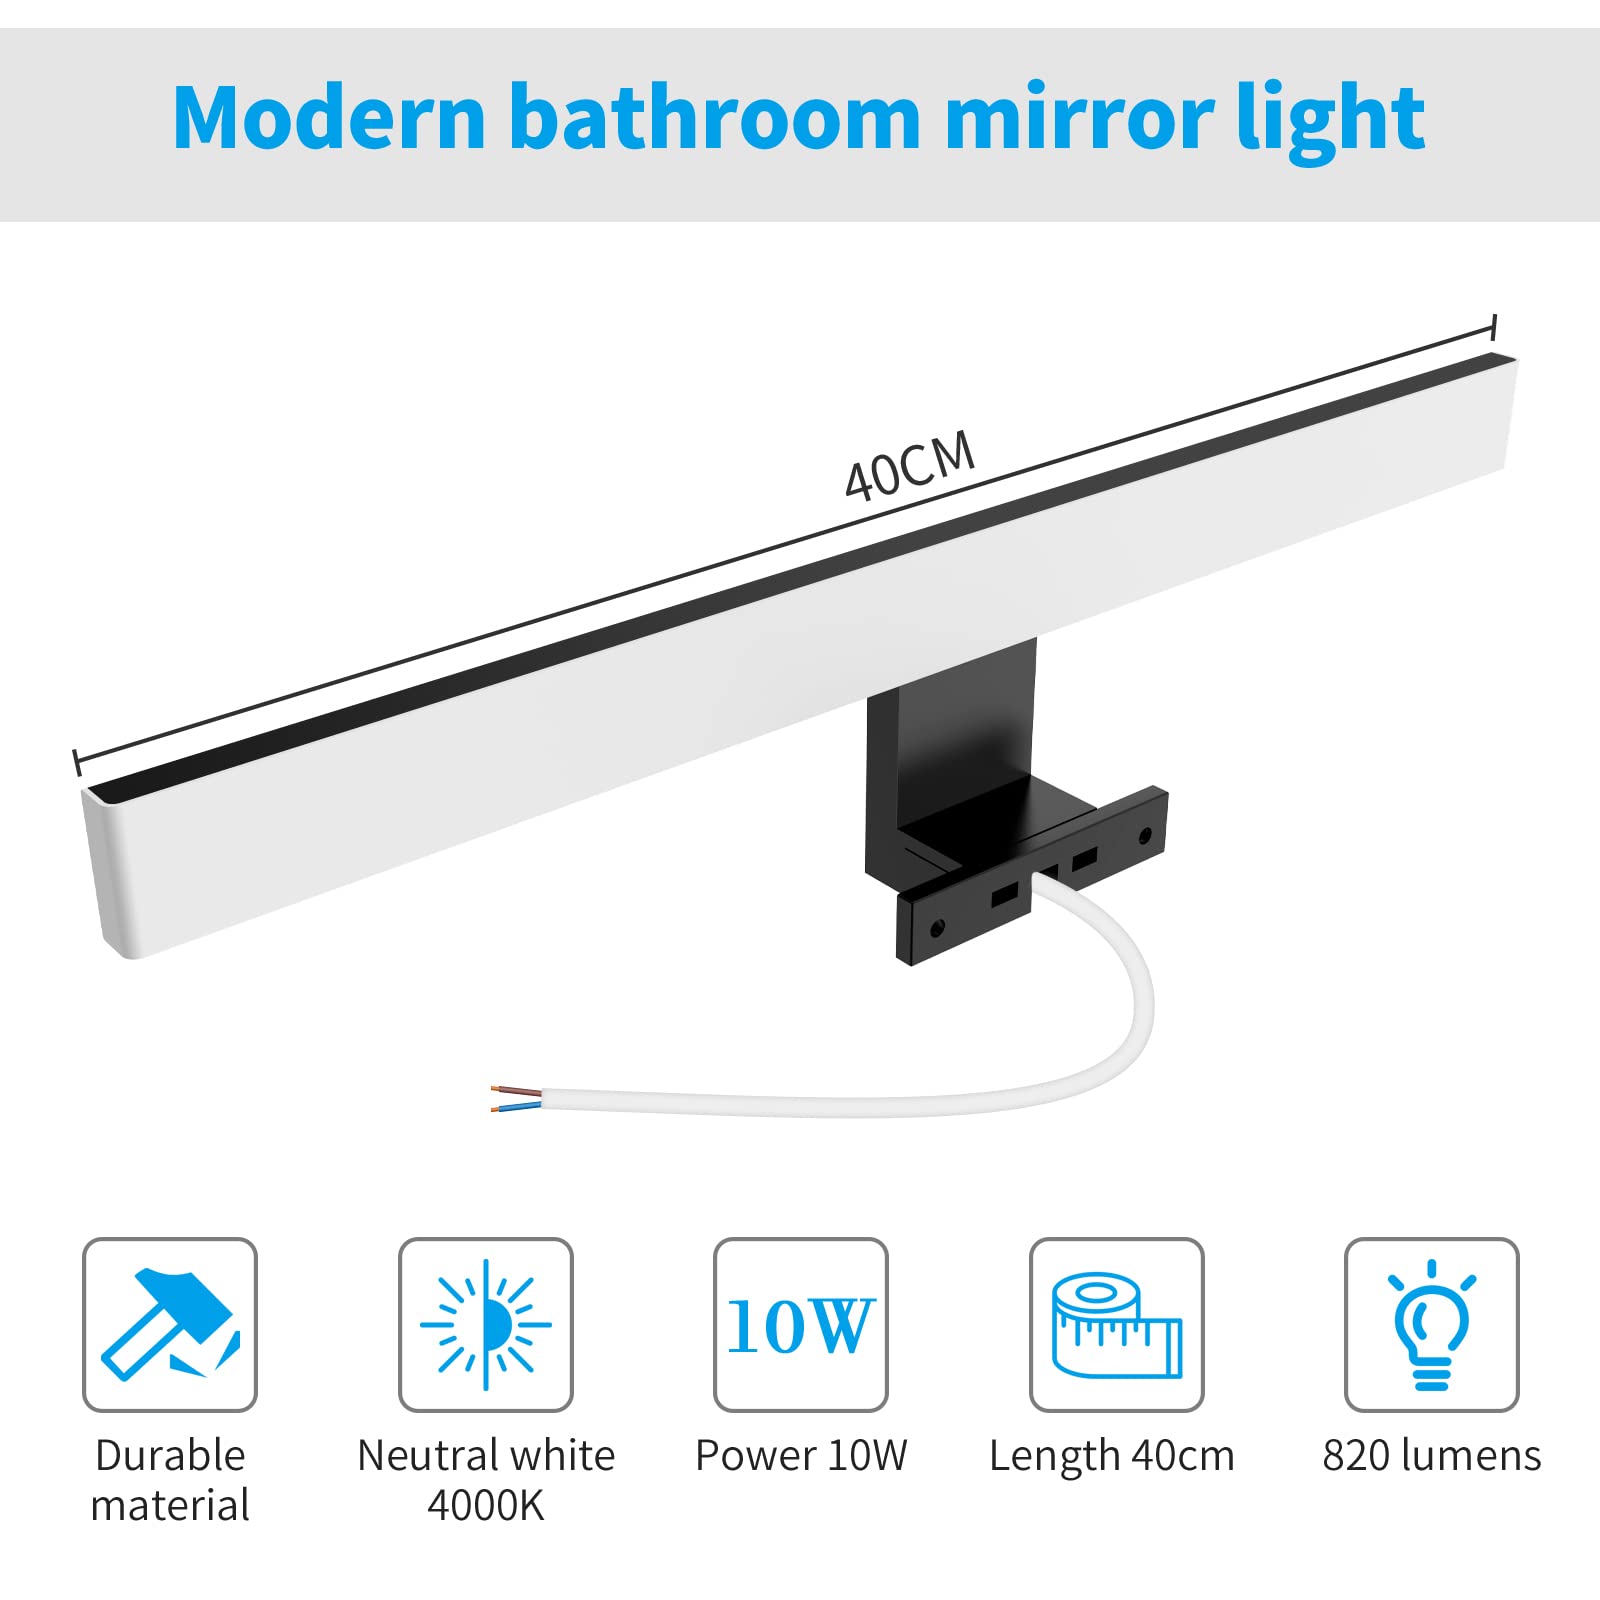 Modern bathroom mirror light
40CM
10W
Durable
material
Neutral white
4000K
Power 10W
Length 40cm
820 lumens